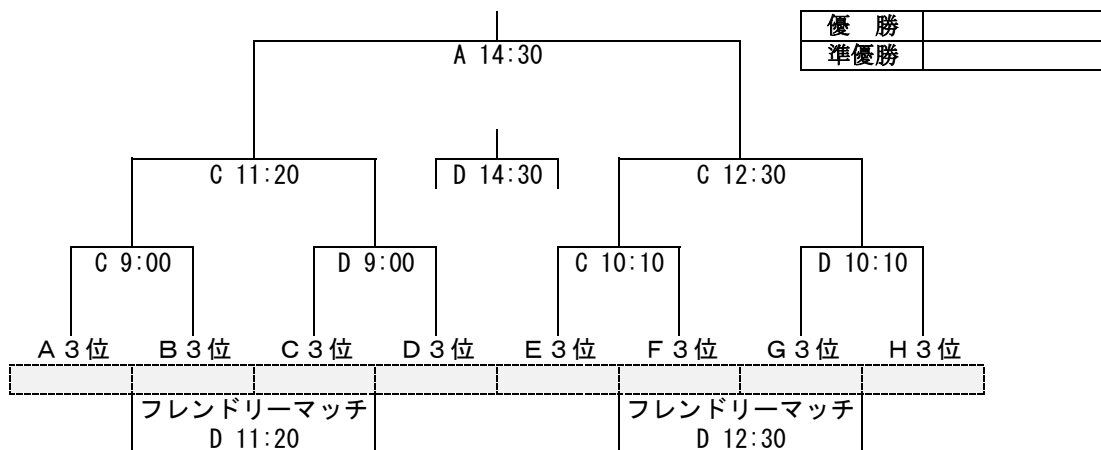 優　勝
A 14:30
準優勝
C 11:20
D 14:30
C 12:30
C 9:00
D 9:00
C 10:10
D 10:10
Ａ３位
Ｂ３位
Ｃ３位
Ｄ３位
Ｅ３位
Ｆ３位
Ｇ３位
Ｈ３位
フレンドリーマッチ
D 11:20
フレンドリーマッチ
D 12:30